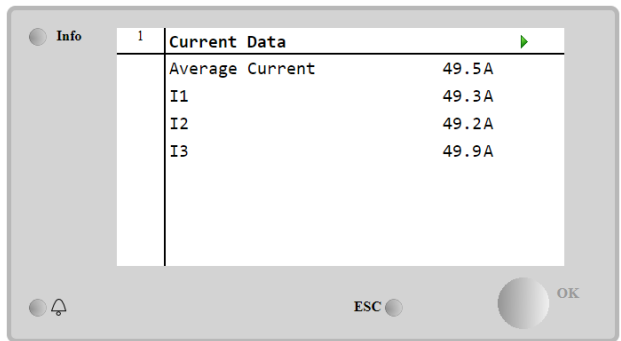 Info
1 Current Data
Average Current 49.5A
I1 49.3A
I2 49.2A
I3 49.9A
ESC OK